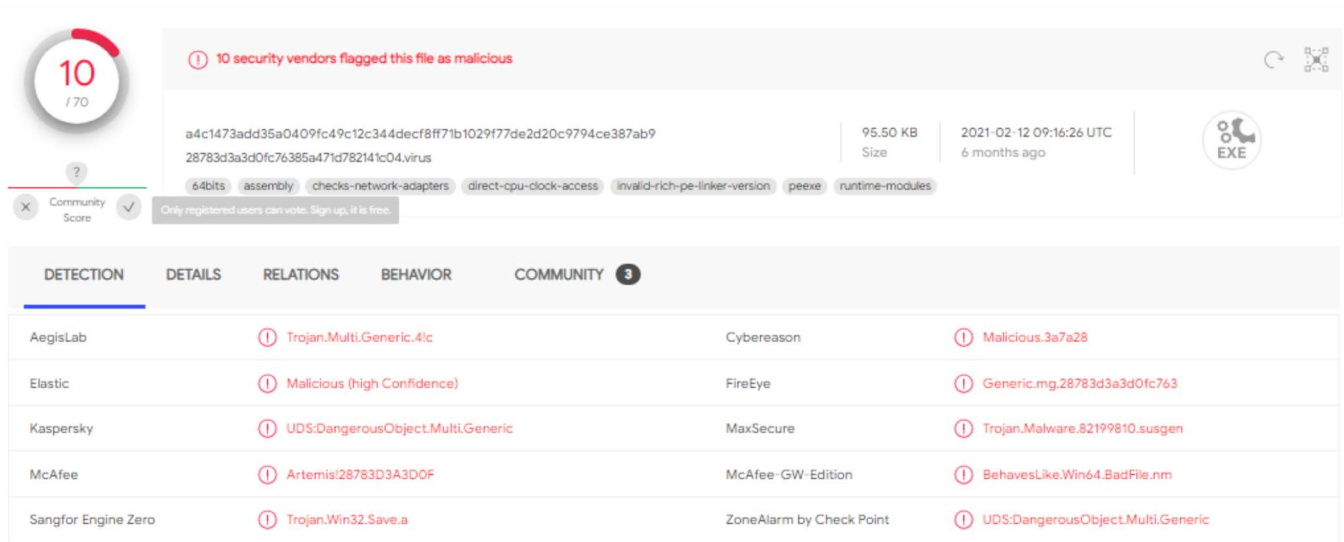 10
/ 70
10 security vendors flagged this file as malicious
a4c1473add35a0409fc49c12c344decf8ff71b1029f77de2d20c9794ce387ab9
28783d3a3d0fc76385a471d782141c04.virus
64bits assembly checks-network-adapters direct-cpu-clock-access invalid-rich-pe-linker-version peexe runtime-modules
95.50 KB
Size
2021-02-12 09:16:26 UTC
6 months ago
EXE
?
Community
Score
Only registered users can vote. Sign up, it is free.
DETECTION DETAILS RELATIONS BEHAVIOR COMMUNITY 3
AegisLab Trojan.Multi.Generic.4!c Cybereason Malicious.3a7a28
Elastic Malicious (high Confidence) FireEye Generic.mg.28783d3a3d0fc763
Kaspersky UDS:DangerousObject.Multi.Generic MaxSecure Trojan.Malware.82199810.susgen
McAfee Artemis!28783D3A3D0F McAfee-GW-Edition BehavesLike.Win64.BadFile.nm
Sangfor Engine Zero Trojan.Win32.Save.a ZoneAlarm by Check Point UDS:DangerousObject.Multi.Generic